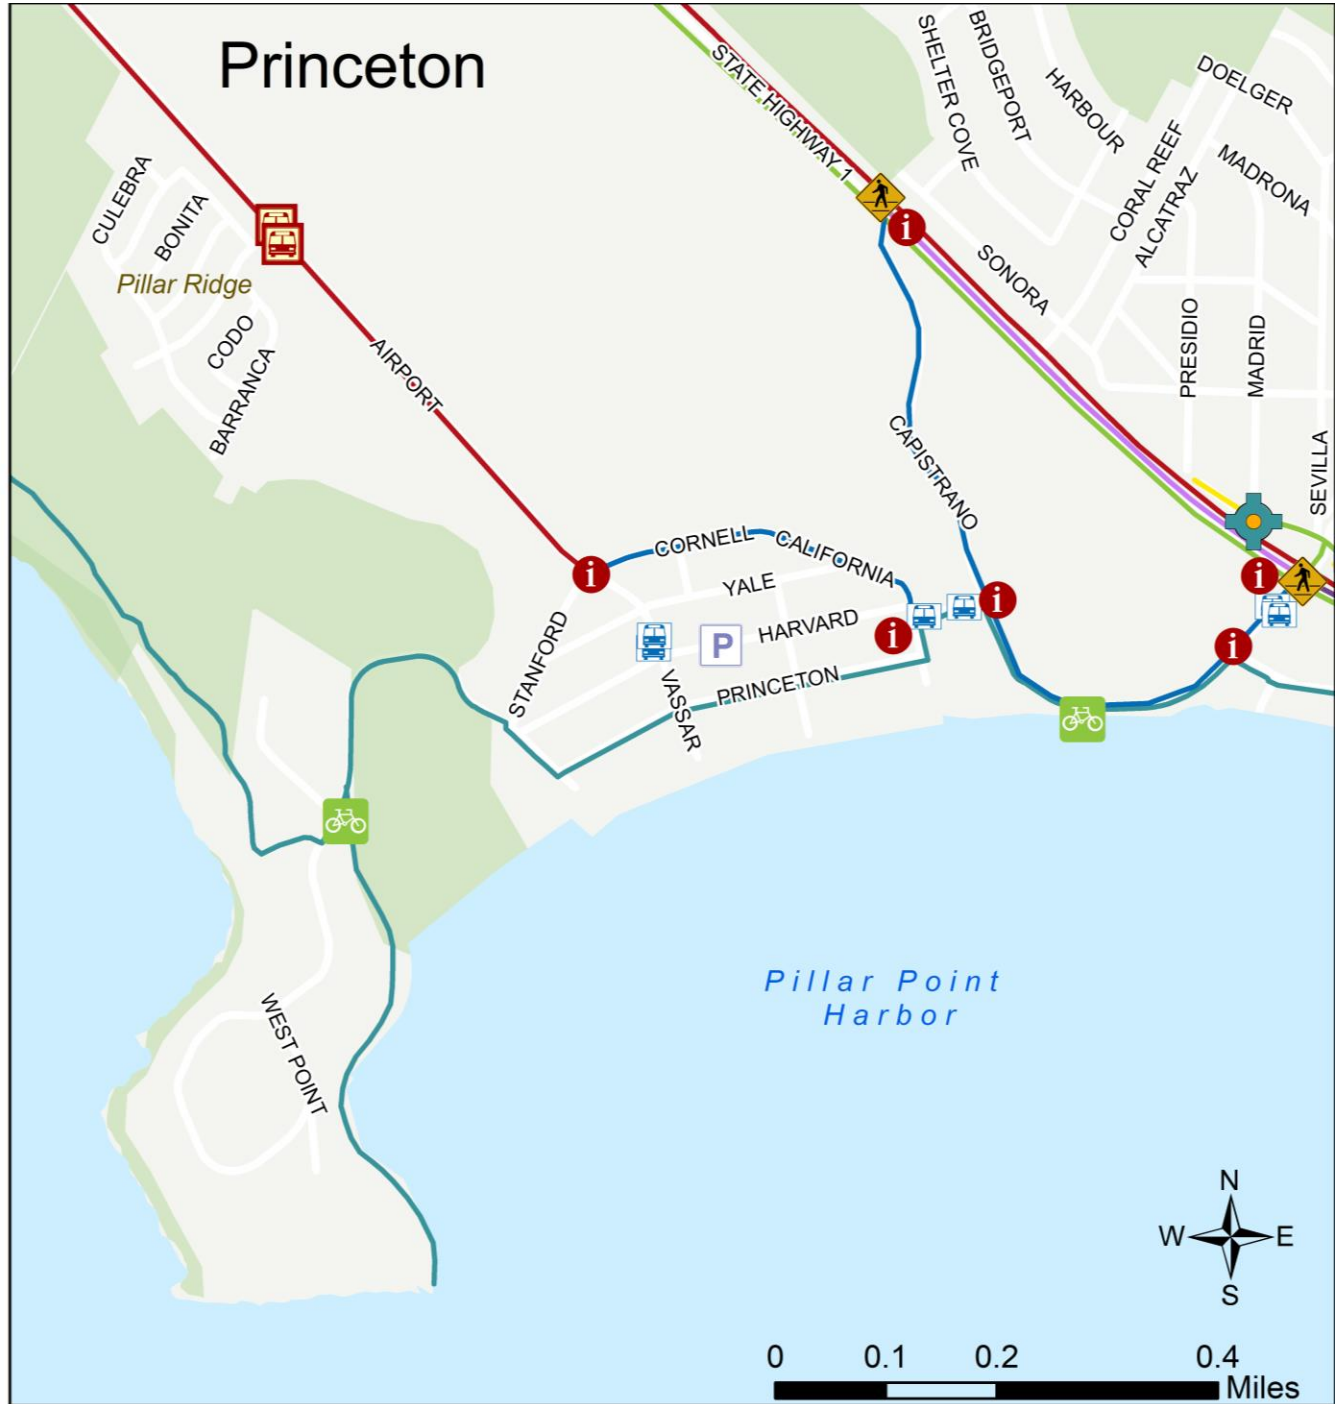 Princeton
STATE HIGHWAY 1
SHELTER COVE
BRIDGEPORT
HARBOUR
DOELGER
CORAL REEF
ALCATRAZ
MADRONA
CULEBRA
BONITA
Pillar Ridge
CODO
BARRANCA
AIRPORT
SONORA
PRESIDIO
MADRID
SEVILLA
CAPISTRANO
i
i
i
i
i
i
CORNELL
CALIFORNIA
YALE
HARVARD
P
STANFORD
VASSAR
PRINCETON
WEST POINT
Pillar Point
Harbor
N
W
E
S
0
0.1
0.2
0.4
Miles